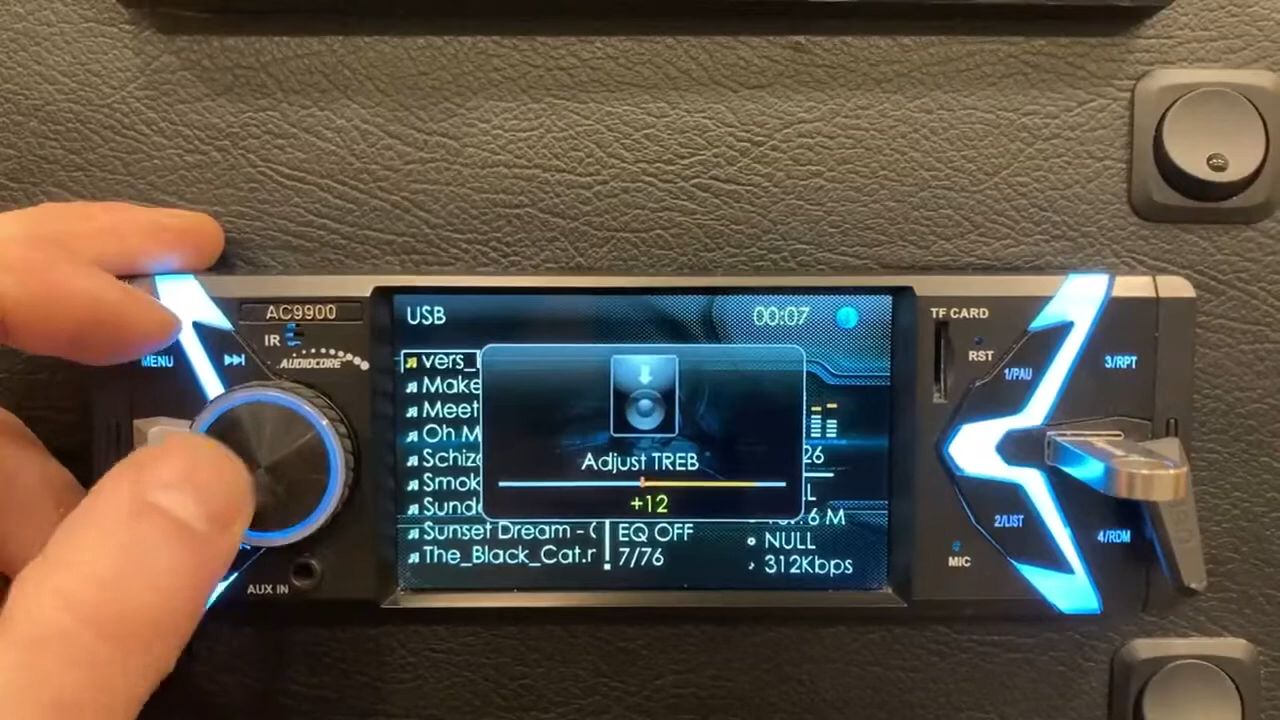 AC9900
IR
AUDIOCORE
MENU
AUX IN
USB
00:07
vers_
Make
Meet
Oh M
Schizo
Smok
Sund
Sunset Dream - (
The_Black_Cat.r
Adjust TREB
+12
EQ OFF
7/76
26
6 M
NULL
312Kbps
TF CARD
RST
1/PAU
3/RPT
2/LIST
4/RDM
MIC